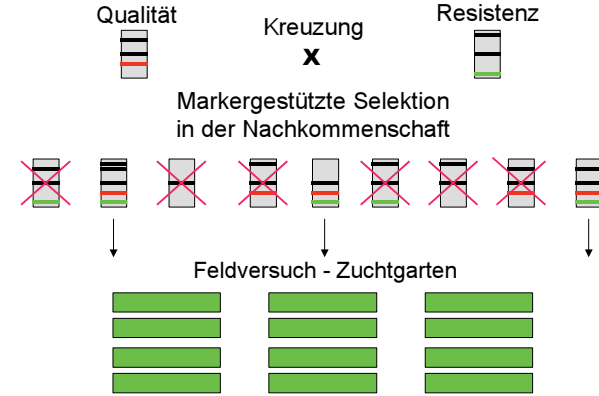 Qualität
Kreuzung
Resistenz
x
Markergestützte Selektion
in der Nachkommenschaft
Feldversuch - Zuchtgarten